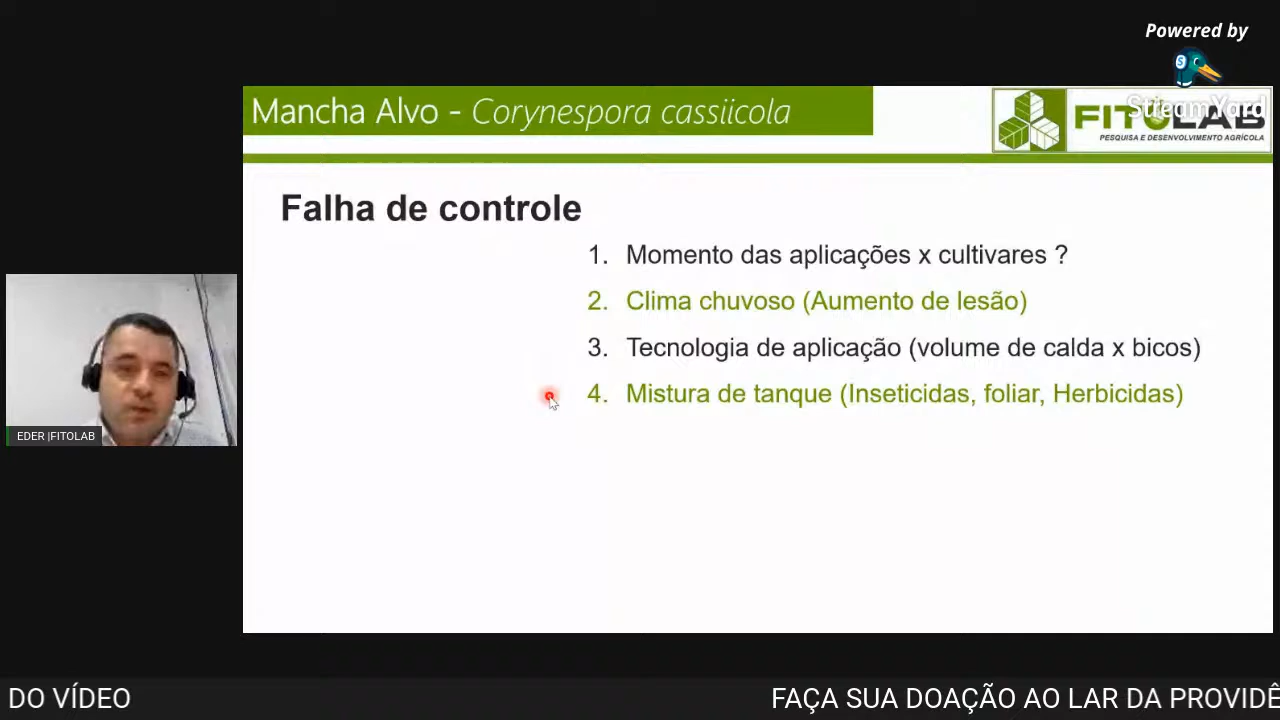 Powered by
StreamYard
Mancha Alvo - Corynespora cassiicola
FITOLAB
PESQUISA E DESENVOLVIMENTO AGRÍCOLA
Falha de controle
1. Momento das aplicações x cultivares ?
2. Clima chuvoso (Aumento de lesão)
3. Tecnologia de aplicação (volume de calda x bicos)
4. Mistura de tanque (Inseticidas, foliar, Herbicidas)
EDER |FITOLAB
DO VÍDEO
FAÇA SUA DOAÇÃO AO LAR DA PROVIDÊ